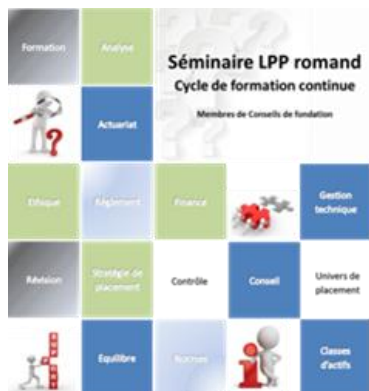 Formation
Analyse
Séminaire LPP romand
Cycle de formation continue
Membres de Conseils de fondation
Actuariat
Ethique
Règlement
Finance
Gestion
technique
Révision
Stratégie de
placement
Contrôle
Conseil
Univers de
placement
SUPPORT
Equilibre
Normes
Classes
d'actifs